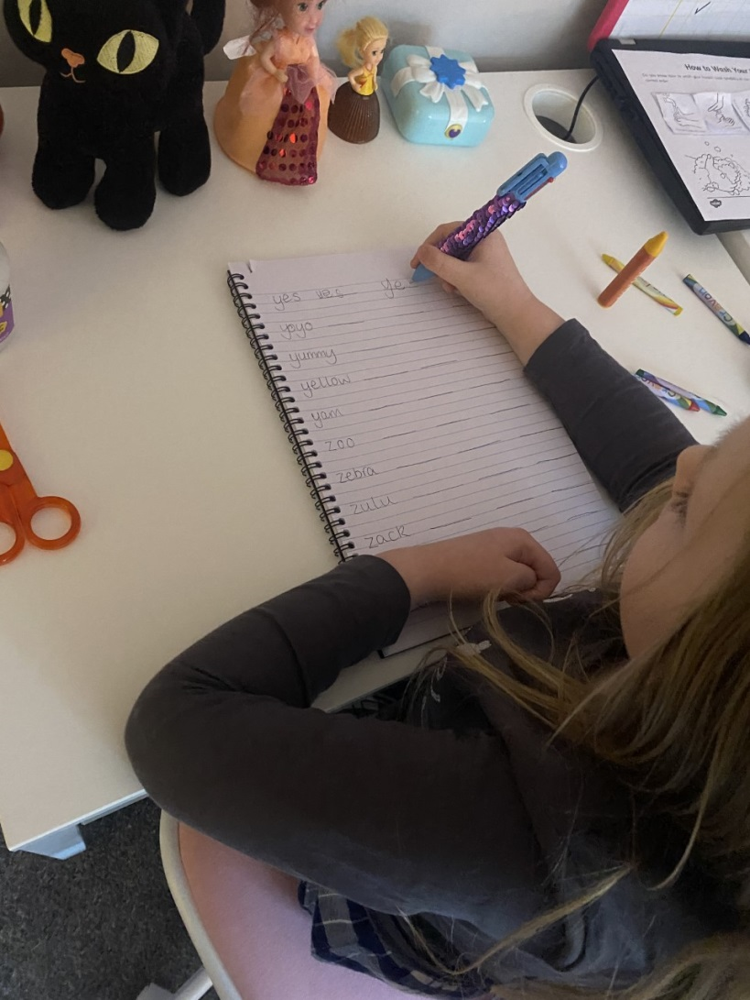 How to Wash Your
yes yes ye
yoyo
yummy
yellow
yam
zoo
zebra
zulu
zack